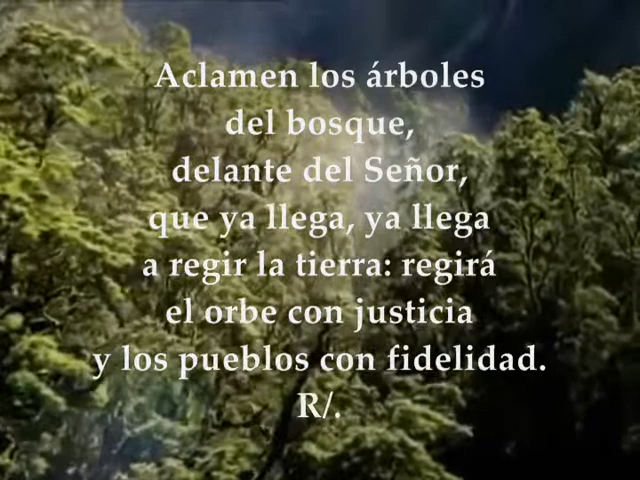 Aclamen los árboles
del bosque,
delante del Señor,
que ya llega, ya llega
a regir la tierra: regirá
el orbe con justicia
y los pueblos con fidelidad.
R/.